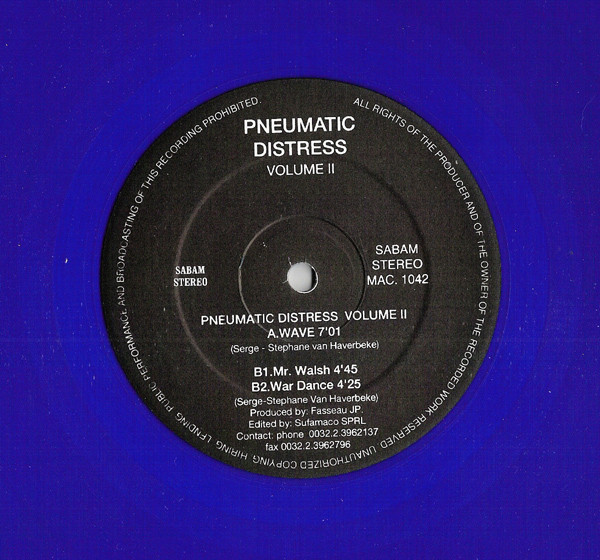 ALL RIGHTS OF THE PRODUCER AND OF THE OWNER OF THE RECORDED WORK RESERVED. UNAUTHORIZED COPYING HIRING LENDING PUBLIC PERFORMANCE AND BROADCASTING OF THIS RECORDING PROHIBITED.
PNEUMATIC
DISTRESS
VOLUME II
SABAM
STEREO
SABAM
STEREO
MAC. 1042
PNEUMATIC DISTRESS VOLUME II
A.WAVE 7'01
(Serge - Stephane van Haverbeke)
B1.Mr. Walsh 4'45
B2.War Dance 4'25
(Serge-Stephane Van Haverbeke)
Produced by: Fasseau JP.
Edited by: Sufamaco SPRL
Contact: phone 0032.2.3962137
fax 0032.2.3962796